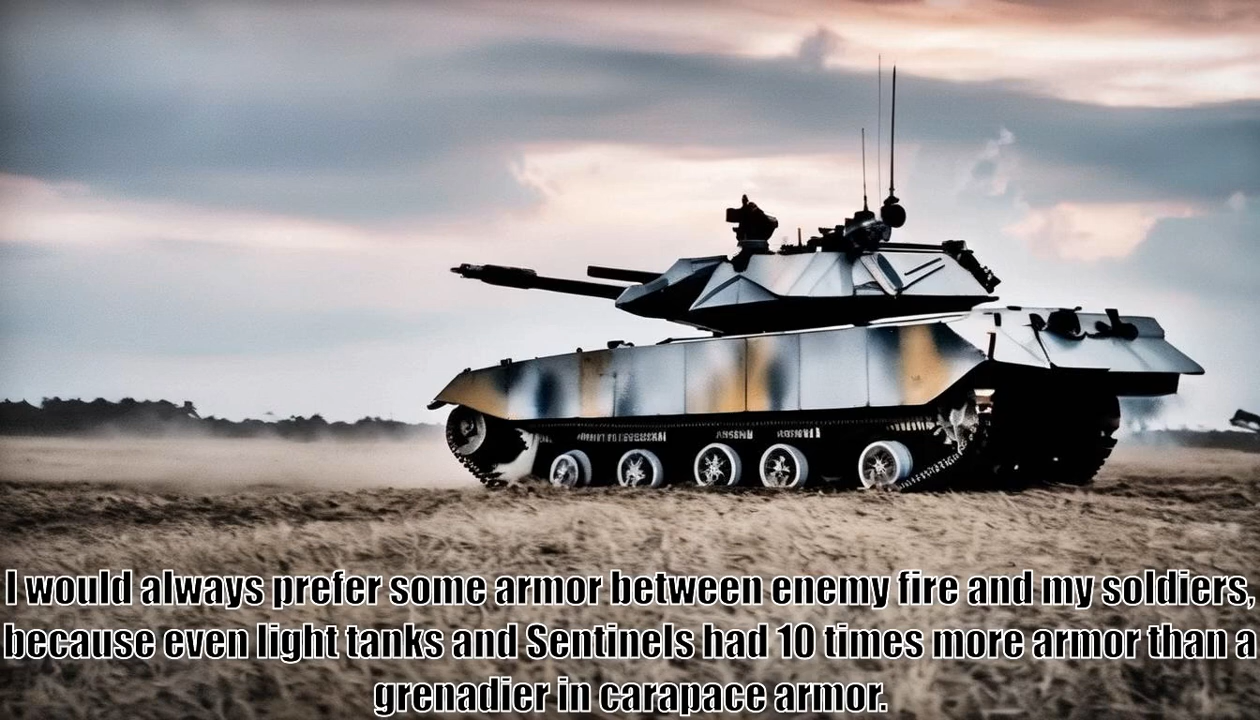 I would always prefer some armor between enemy fire and my soldiers,
because even light tanks and Sentinels had 10 times more armor than a
grenadier in carapace armor.